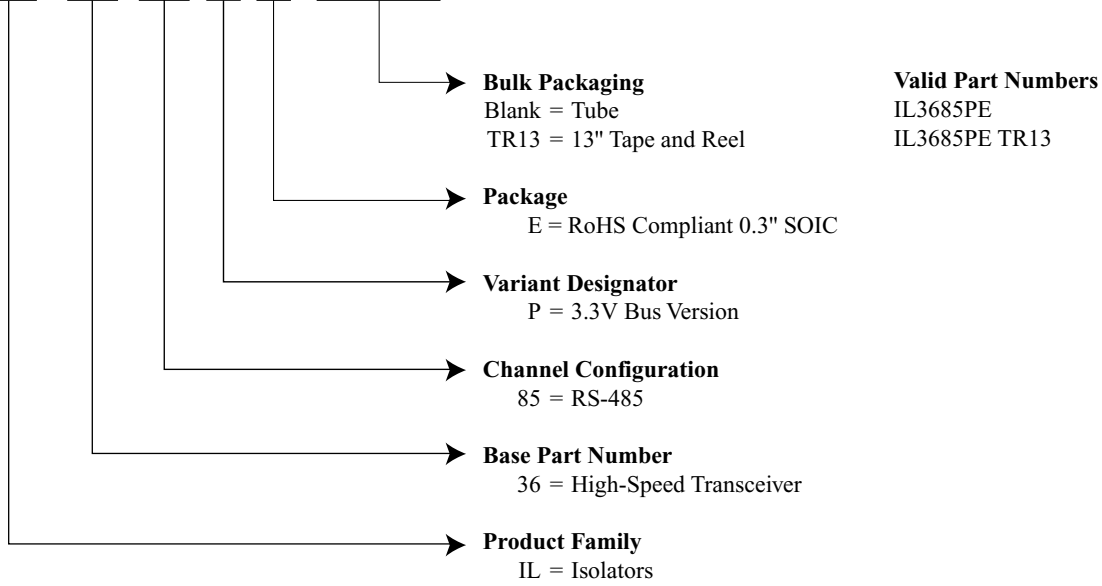 Bulk Packaging
Blank = Tube
TR13 = 13" Tape and Reel
Valid Part Numbers
IL3685PE
IL3685PE TR13
Package
E = RoHS Compliant 0.3" SOIC
Variant Designator
P = 3.3V Bus Version
Channel Configuration
85 = RS-485
Base Part Number
36 = High-Speed Transceiver
Product Family
IL = Isolators